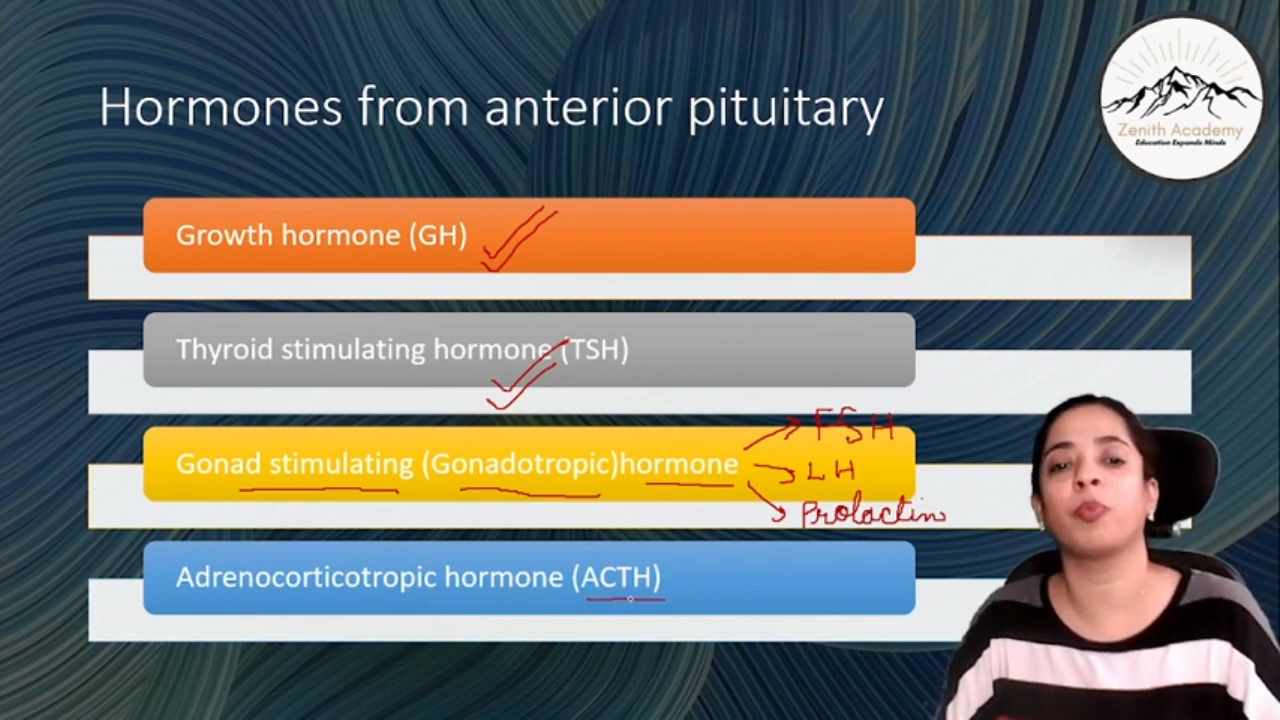 Hormones from anterior pituitary
Zenith Academy
Education Expands Minds
Growth hormone (GH)
Thyroid stimulating hormone (TSH)
FSH
Gonad stimulating (Gonadotropic)hormone
LH
Prolactin
Adrenocorticotropic hormone (ACTH)